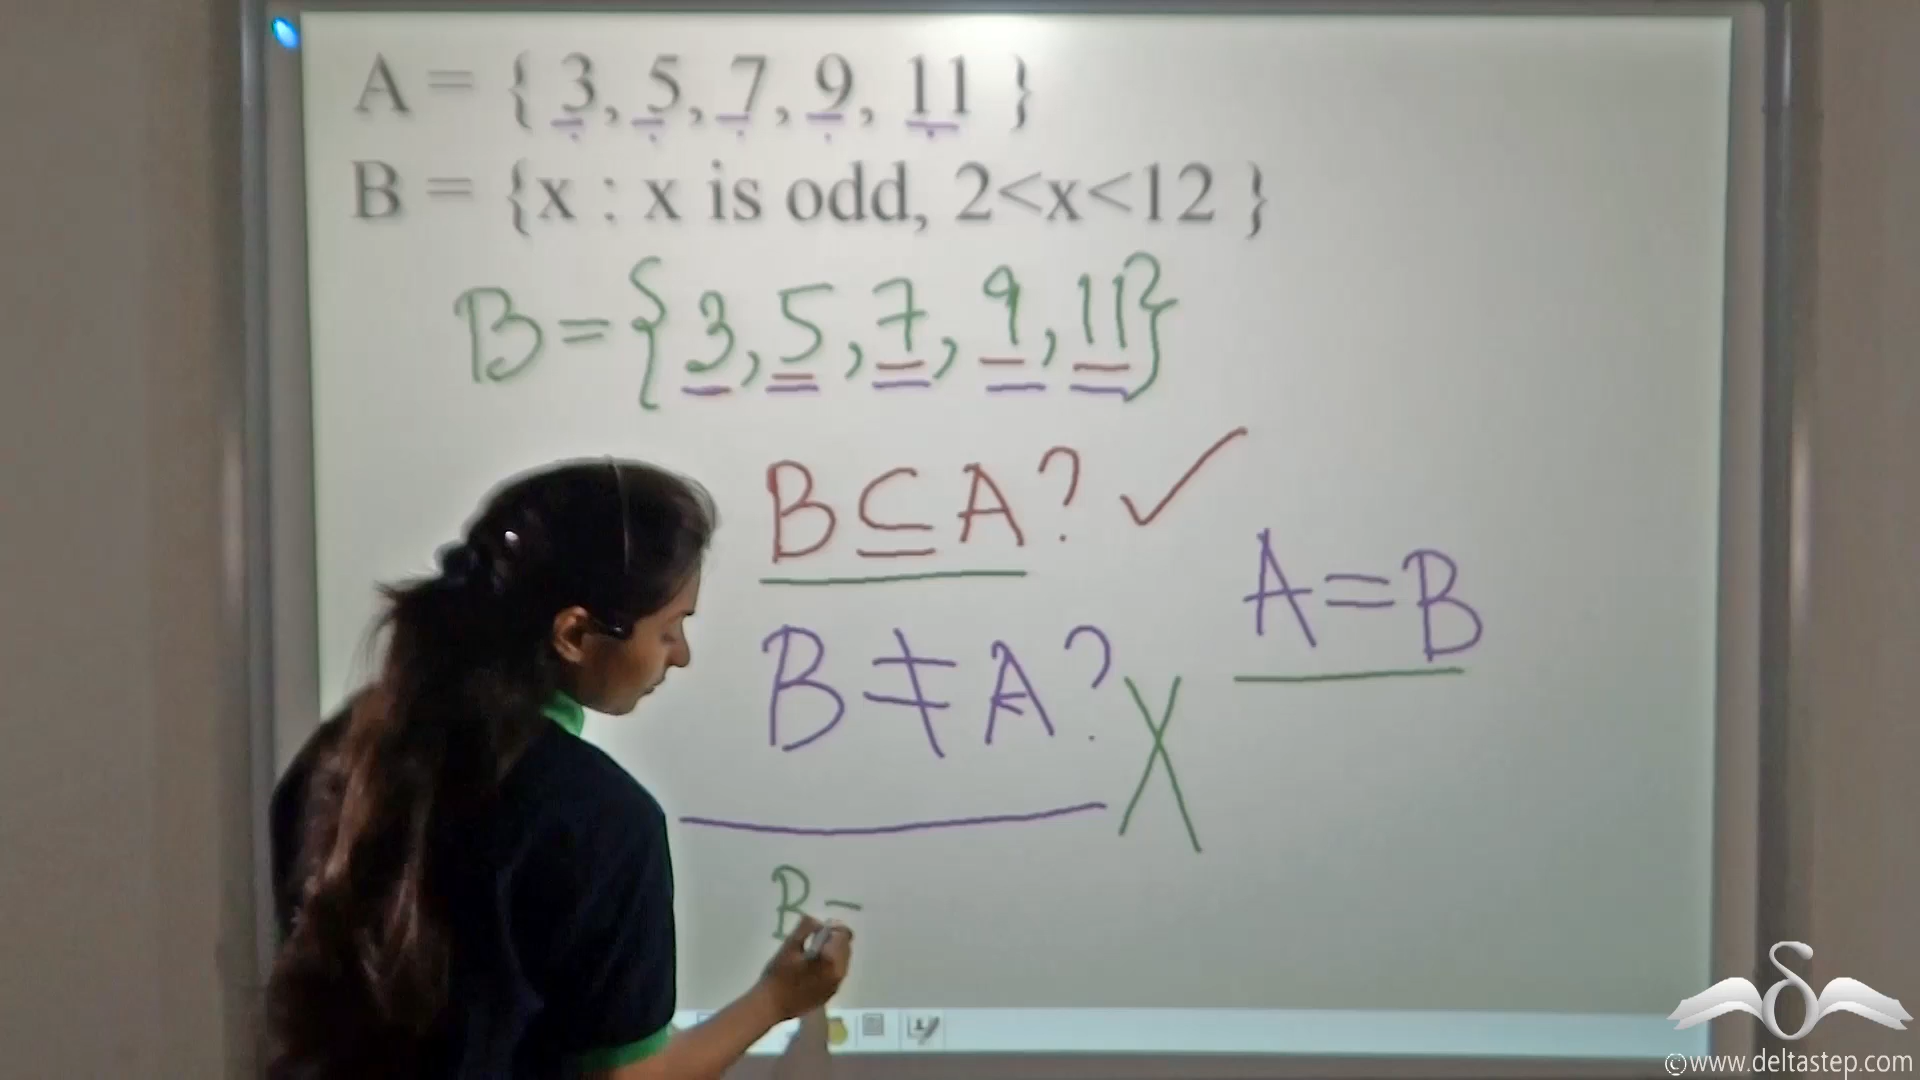 A = { 3, 5, 7, 9, 11 }
B = {x : x is odd, 2<x<12 }
B = {3, 5, 7, 9, 11}
B ⊆ A ? ✓
A = B
B ≠ A ? X
B =
©www.deltastep.com